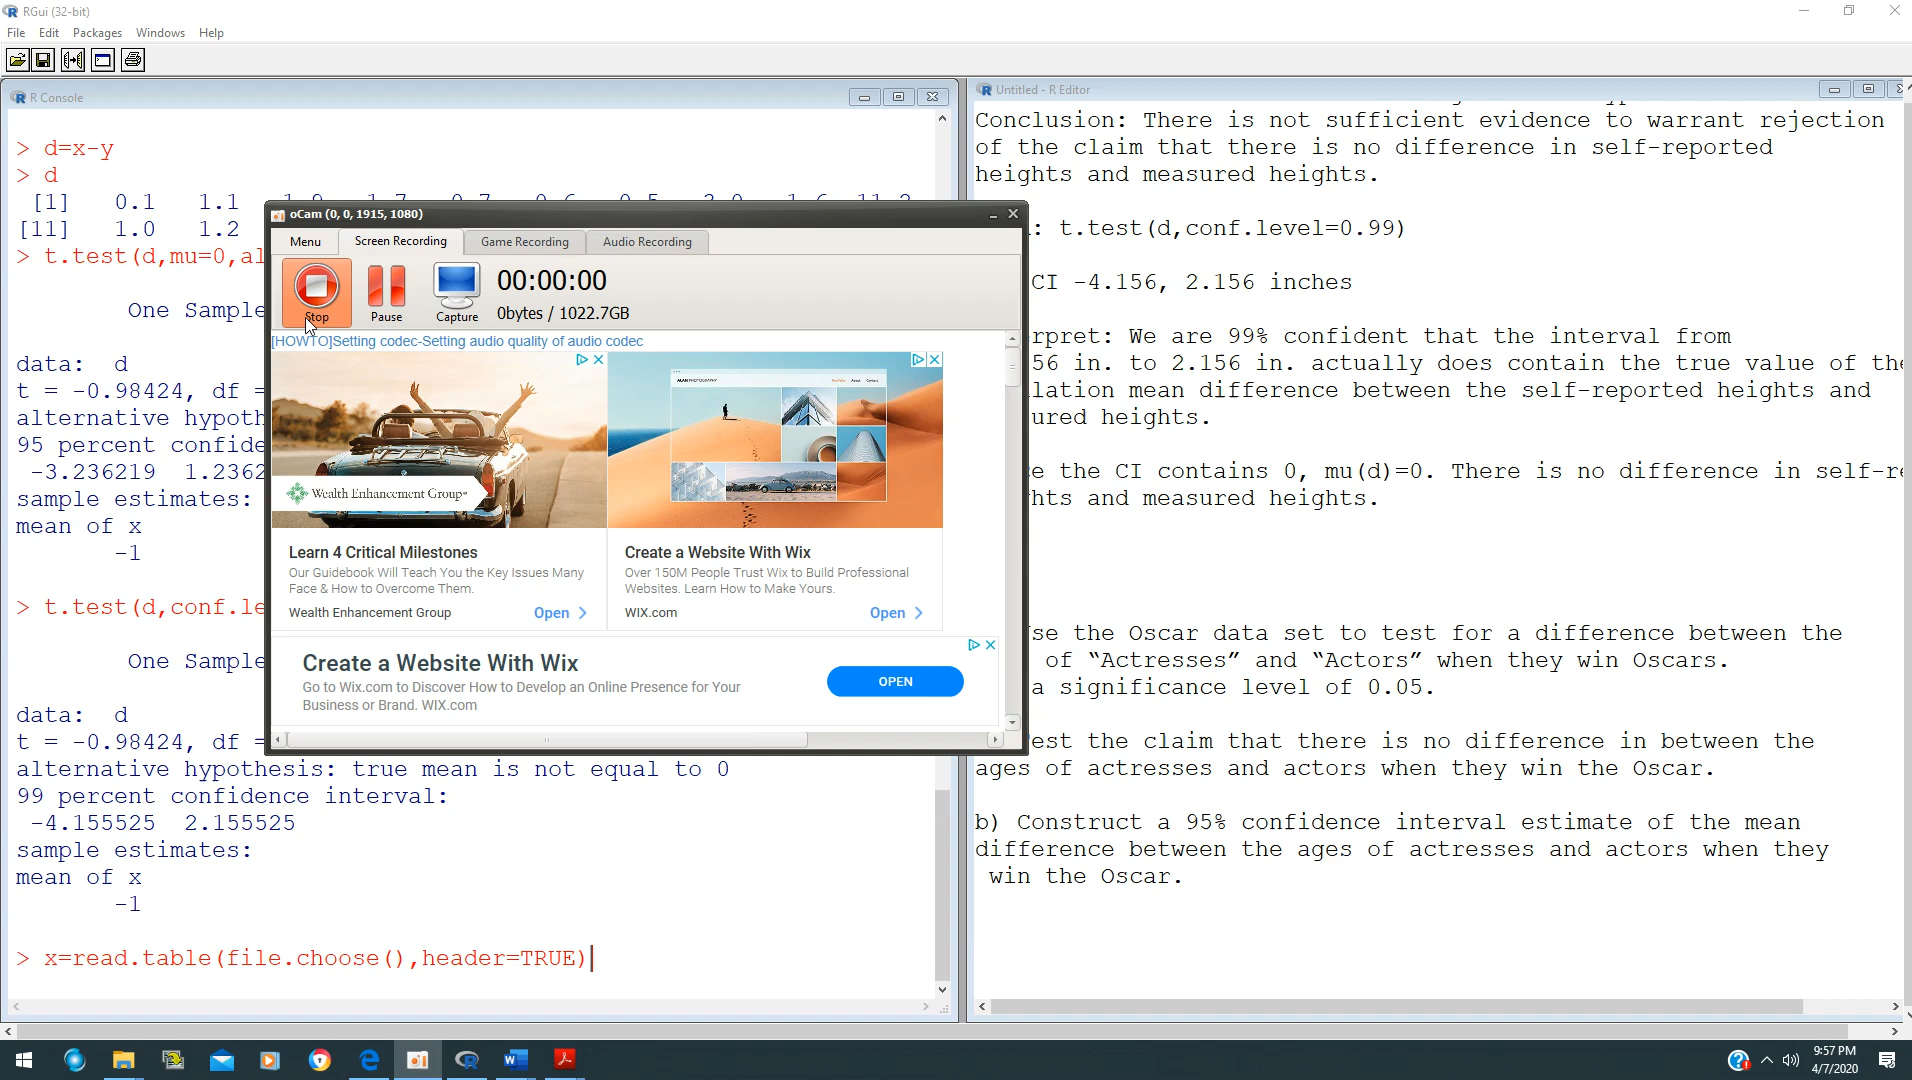 RGui (32-bit)
File Edit Packages Windows Help
R Console
> d=x-y
> d
[1] 0.1 1.1
[11] 1.0 1.2
> t.test(d,mu=0,al
One Sample
data: d
t = -0.98424, df =
alternative hypoth
95 percent confide
-3.236219 1.2362
sample estimates:
mean of x
-1
> t.test(d,conf.le
One Sample
data: d
t = -0.98424, df =
alternative hypothesis: true mean is not equal to 0
99 percent confidence interval:
-4.155525 2.155525
sample estimates:
mean of x
-1
> x=read.table(file.choose(),header=TRUE)
oCam (0, 0, 1915, 1080)
Menu Screen Recording Game Recording Audio Recording
Stop Pause Capture
00:00:00
0bytes / 1022.7GB
[HOWTO]Setting codec-Setting audio quality of audio codec
Wealth Enhancement Group
Learn 4 Critical Milestones
Our Guidebook Will Teach You the Key Issues Many
Face & How to Overcome Them.
Wealth Enhancement Group Open
Create a Website With Wix
Over 150M People Trust Wix to Build Professional
Websites. Learn How to Make Yours.
WIX.com Open
Create a Website With Wix
Go to Wix.com to Discover How to Develop an Online Presence for Your
Business or Brand. WIX.com
OPEN
Untitled - R Editor
Conclusion: There is not sufficient evidence to warrant rejection
of the claim that there is no difference in self-reported
heights and measured heights.
: t.test(d,conf.level=0.99)
CI -4.156, 2.156 inches
rpret: We are 99% confident that the interval from
56 in. to 2.156 in. actually does contain the true value of the
lation mean difference between the self-reported heights and
ured heights.
e the CI contains 0, mu(d)=0. There is no difference in self-re
hts and measured heights.
se the Oscar data set to test for a difference between the
of “Actresses” and “Actors” when they win Oscars.
a significance level of 0.05.
est the claim that there is no difference in between the
ages of actresses and actors when they win the Oscar.
b) Construct a 95% confidence interval estimate of the mean
difference between the ages of actresses and actors when they
win the Oscar.
9:57 PM
4/7/2020